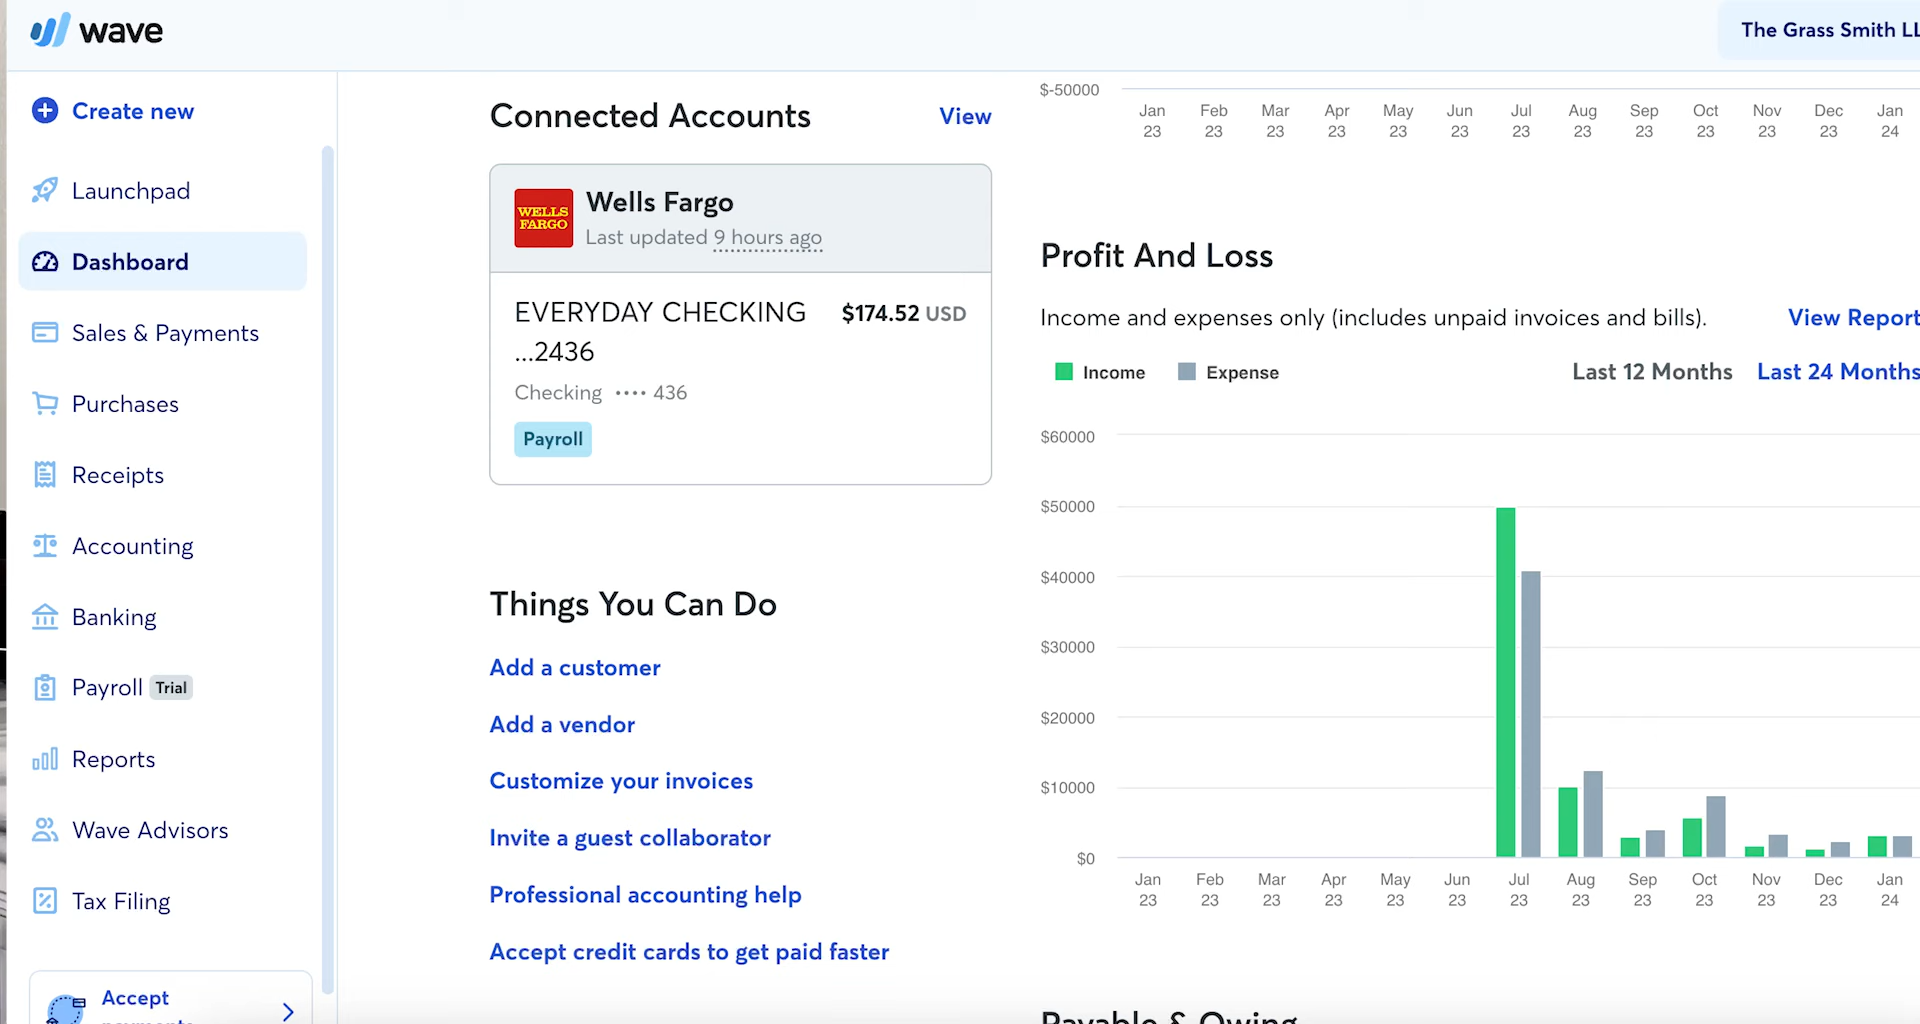 wave
The Grass Smith
Create new
Launchpad
Dashboard
Sales & Payments
Purchases
Receipts
Accounting
Banking
Payroll Trial
Reports
Wave Advisors
Tax Filing
Accept
payments
Connected Accounts
View
WELLS
FARGO
Wells Fargo
Last updated 9 hours ago
EVERYDAY CHECKING $174.52 USD
...2436
Checking •••• 436
Payroll
Things You Can Do
Add a customer
Add a vendor
Customize your invoices
Invite a guest collaborator
Professional accounting help
Accept credit cards to get paid faster
$-50000
Jan Feb Mar Apr May Jun Jul Aug Sep Oct Nov Dec Jan
23 23 23 23 23 23 23 23 23 23 23 23 24
Profit And Loss
Income and expenses only (includes unpaid invoices and bills).
View Report
Income Expense
Last 12 Months Last 24 Months
$60000
$50000
$40000
$30000
$20000
$10000
$0
Jan Feb Mar Apr May Jun Jul Aug Sep Oct Nov Dec Jan
23 23 23 23 23 23 23 23 23 23 23 23 24
Payable & Owing